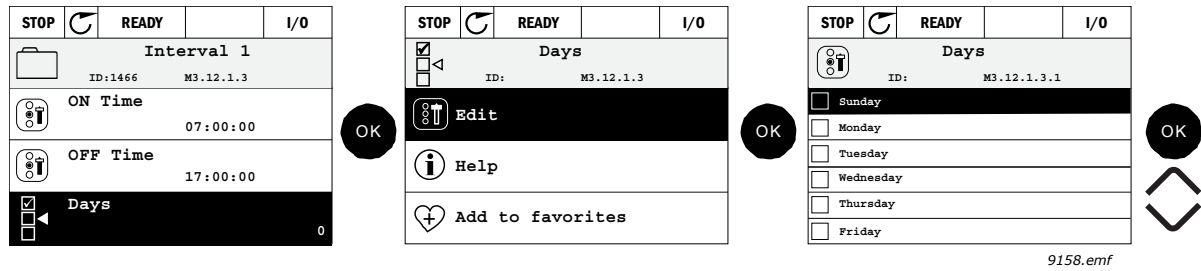 STOP READY I/O
Interval 1
ID:1466 M3.12.1.3
ON Time
07:00:00
OFF Time
17:00:00
Days
0
OK
STOP READY I/O
Days
ID: M3.12.1.3
Edit
Help
Add to favorites
OK
STOP READY I/O
Days
ID: M3.12.1.3.1
Sunday
Monday
Tuesday
Wednesday
Thursday
Friday
OK
9158.emf